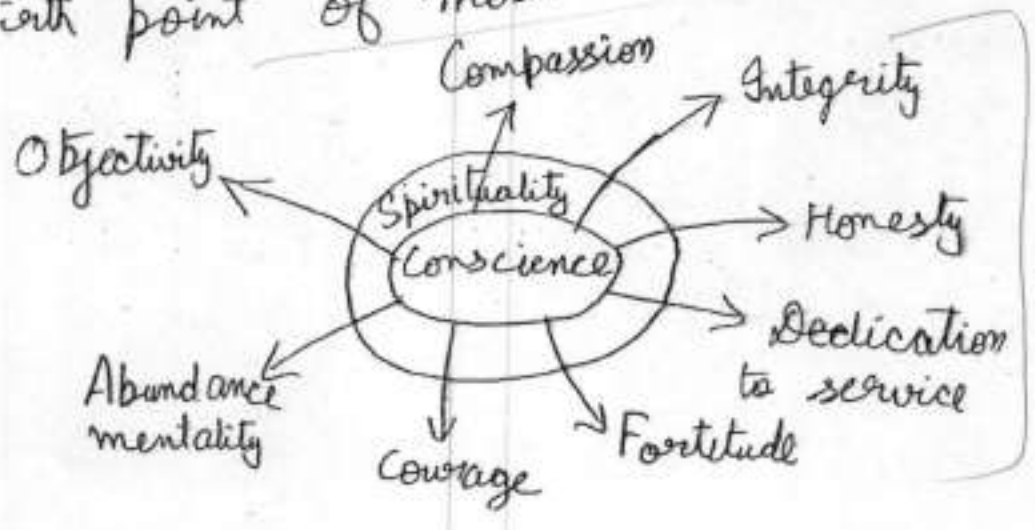 point of
Compassion
Integrity
Objectivity
Spirituality
Conscience
Honesty
Dedication
to service
Abundance
mentality
Courage
Fortitude